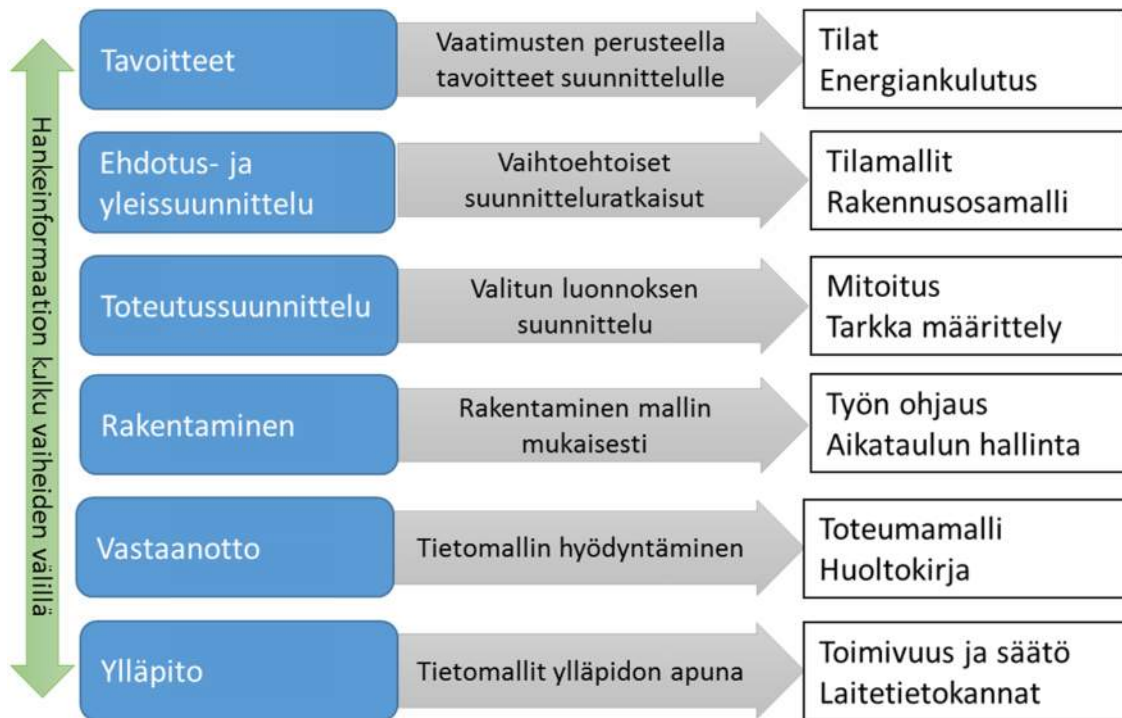 Hankeinformaation kulku vaiheiden välillä
Tavoitteet
Vaatimusten perusteella
tavoitteet suunnittelulle
Tilat
Energiankulutus
Ehdotus- ja
yleissuunnittelu
Vaihtoehtoiset
suunnitteluratkaisut
Tilamallit
Rakennusosamalli
Toteutussuunnittelu
Valitun luonnoksen
suunnittelu
Mitoitus
Tarkka määrittely
Rakentaminen
Rakentaminen mallin
mukaisesti
Työn ohjaus
Aikataulun hallinta
Vastaanotto
Tietomallin hyödyntäminen
Toteumamalli
Huoltokirja
Ylläpito
Tietomallit ylläpidon apuna
Toimivuus ja säätö
Laitetietokannat